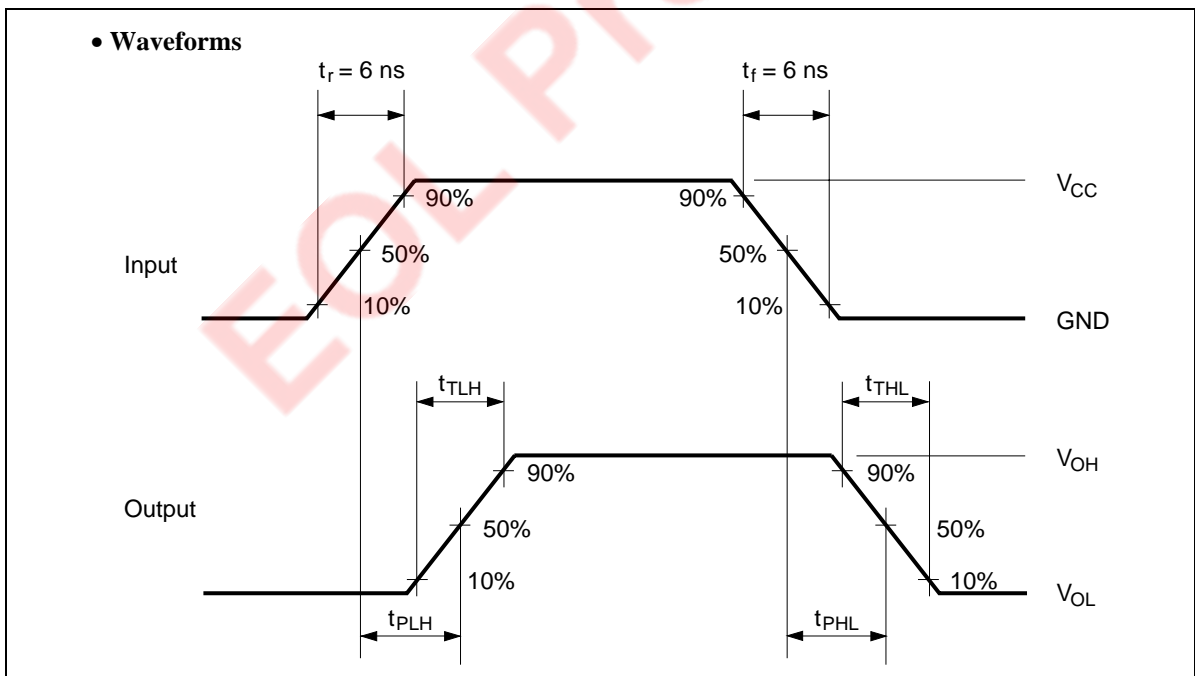 • Waveforms
tr = 6 ns
tf = 6 ns
90%
90%
VCC
50%
50%
Input
10%
10%
GND
tTLH
tTHL
90%
90%
VOH
Output
50%
50%
10%
10%
VOL
tPLH
tPHL
EOL Pro